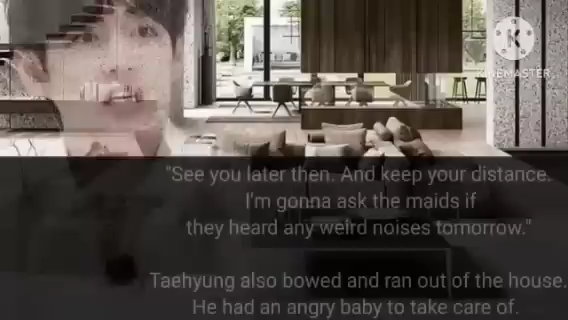 KINEMASTER
"See you later then. And keep your distance.
I'm gonna ask the maids if
they heard any weird noises tomorrow."
Taehyung also bowed and ran out of the house.
He had an angry baby to take care of.